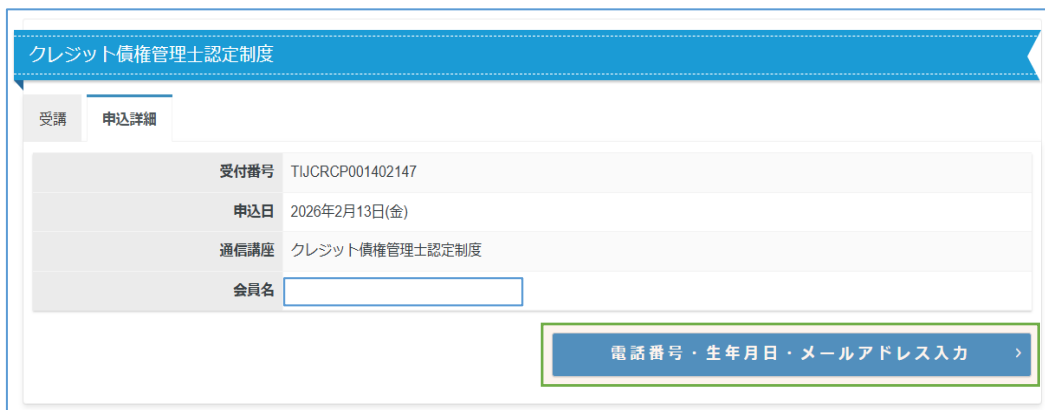 クレジット債権管理士認定制度
受講 申込詳細
受付番号 TIJCRCP001402147
申込日 2026年2月13日(金)
通信講座 クレジット債権管理士認定制度
会員名
電話番号・生年月日・メールアドレス入力 ›